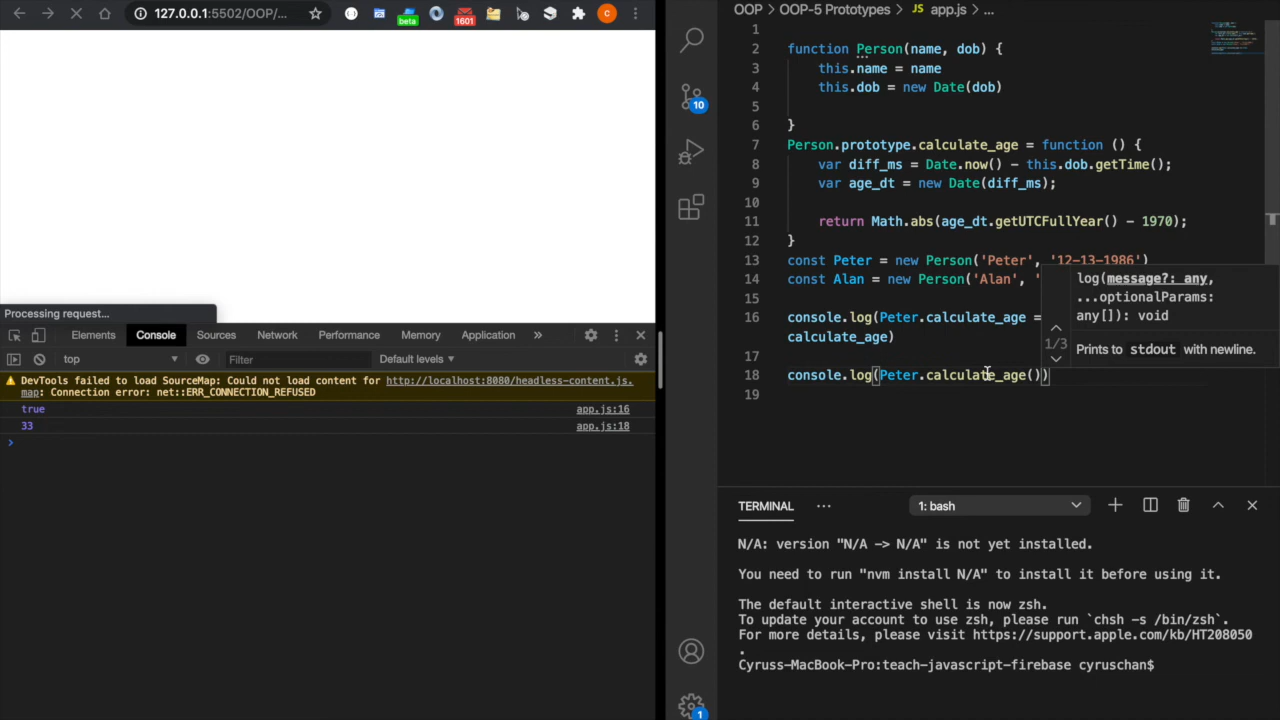 127.0.0.1:5502/OOP/...
beta
1601
C
Processing request...
Elements Console Sources Network Performance Memory Application »
top Filter Default levels
DevTools failed to load SourceMap: Could not load content for http://localhost:8080/headless-content.js.
map: Connection error: net::ERR_CONNECTION_REFUSED
true app.js:16
33 app.js:18
>
10
1
OOP > OOP-5 Prototypes > JS app.js > ...
1
2 function Person(name, dob) {
3 this.name = name
4 this.dob = new Date(dob)
5
6 }
7 Person.prototype.calculate_age = function () {
8 var diff_ms = Date.now() - this.dob.getTime();
9 var age_dt = new Date(diff_ms);
10
11 return Math.abs(age_dt.getUTCFullYear() - 1970);
12 }
13 const Peter = new Person('Peter', '12-13-1986')
14 const Alan = new Person('Alan', '
15
16 console.log(Peter.calculate_age =
calculate_age)
17
18 console.log(Peter.calculate_age())
19
log(message?: any,
...optionalParams:
any[]): void
1/3
Prints to stdout with newline.
TERMINAL ... 1: bash
N/A: version "N/A -> N/A" is not yet installed.
You need to run "nvm install N/A" to install it before using it.
The default interactive shell is now zsh.
To update your account to use zsh, please run `chsh -s /bin/zsh`.
For more details, please visit https://support.apple.com/kb/HT208050
.
Cyruss-MacBook-Pro:teach-javascript-firebase cyruschan$